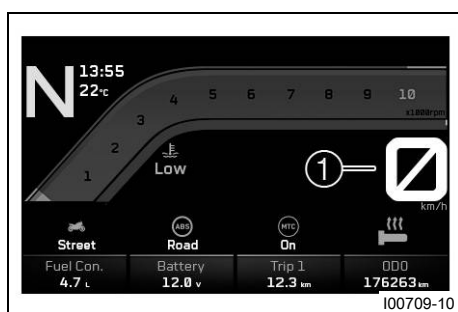 N
13:55
22°C
1 2 3 4 5 6 7 8 9 10
x1000rpm
Low
1
0
km/h
ABS
MTC
Street Road On
Fuel Con. Battery Trip 1 ODO
4.7 L 12.0 v 12.3 km 176263 km
I00709-10